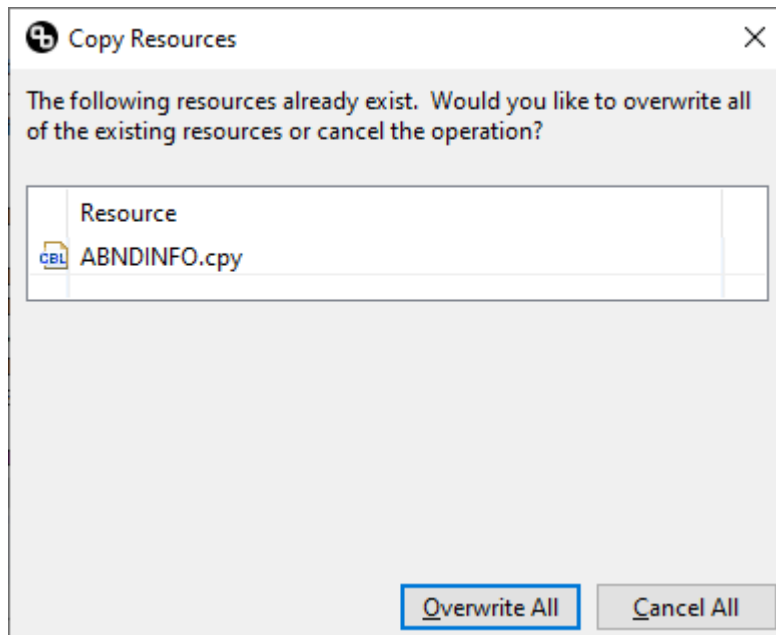 Copy Resources
The following resources already exist.  Would you like to overwrite all
of the existing resources or cancel the operation?
Resource
CBL ABNDINFO.cpy
Overwrite All Cancel All